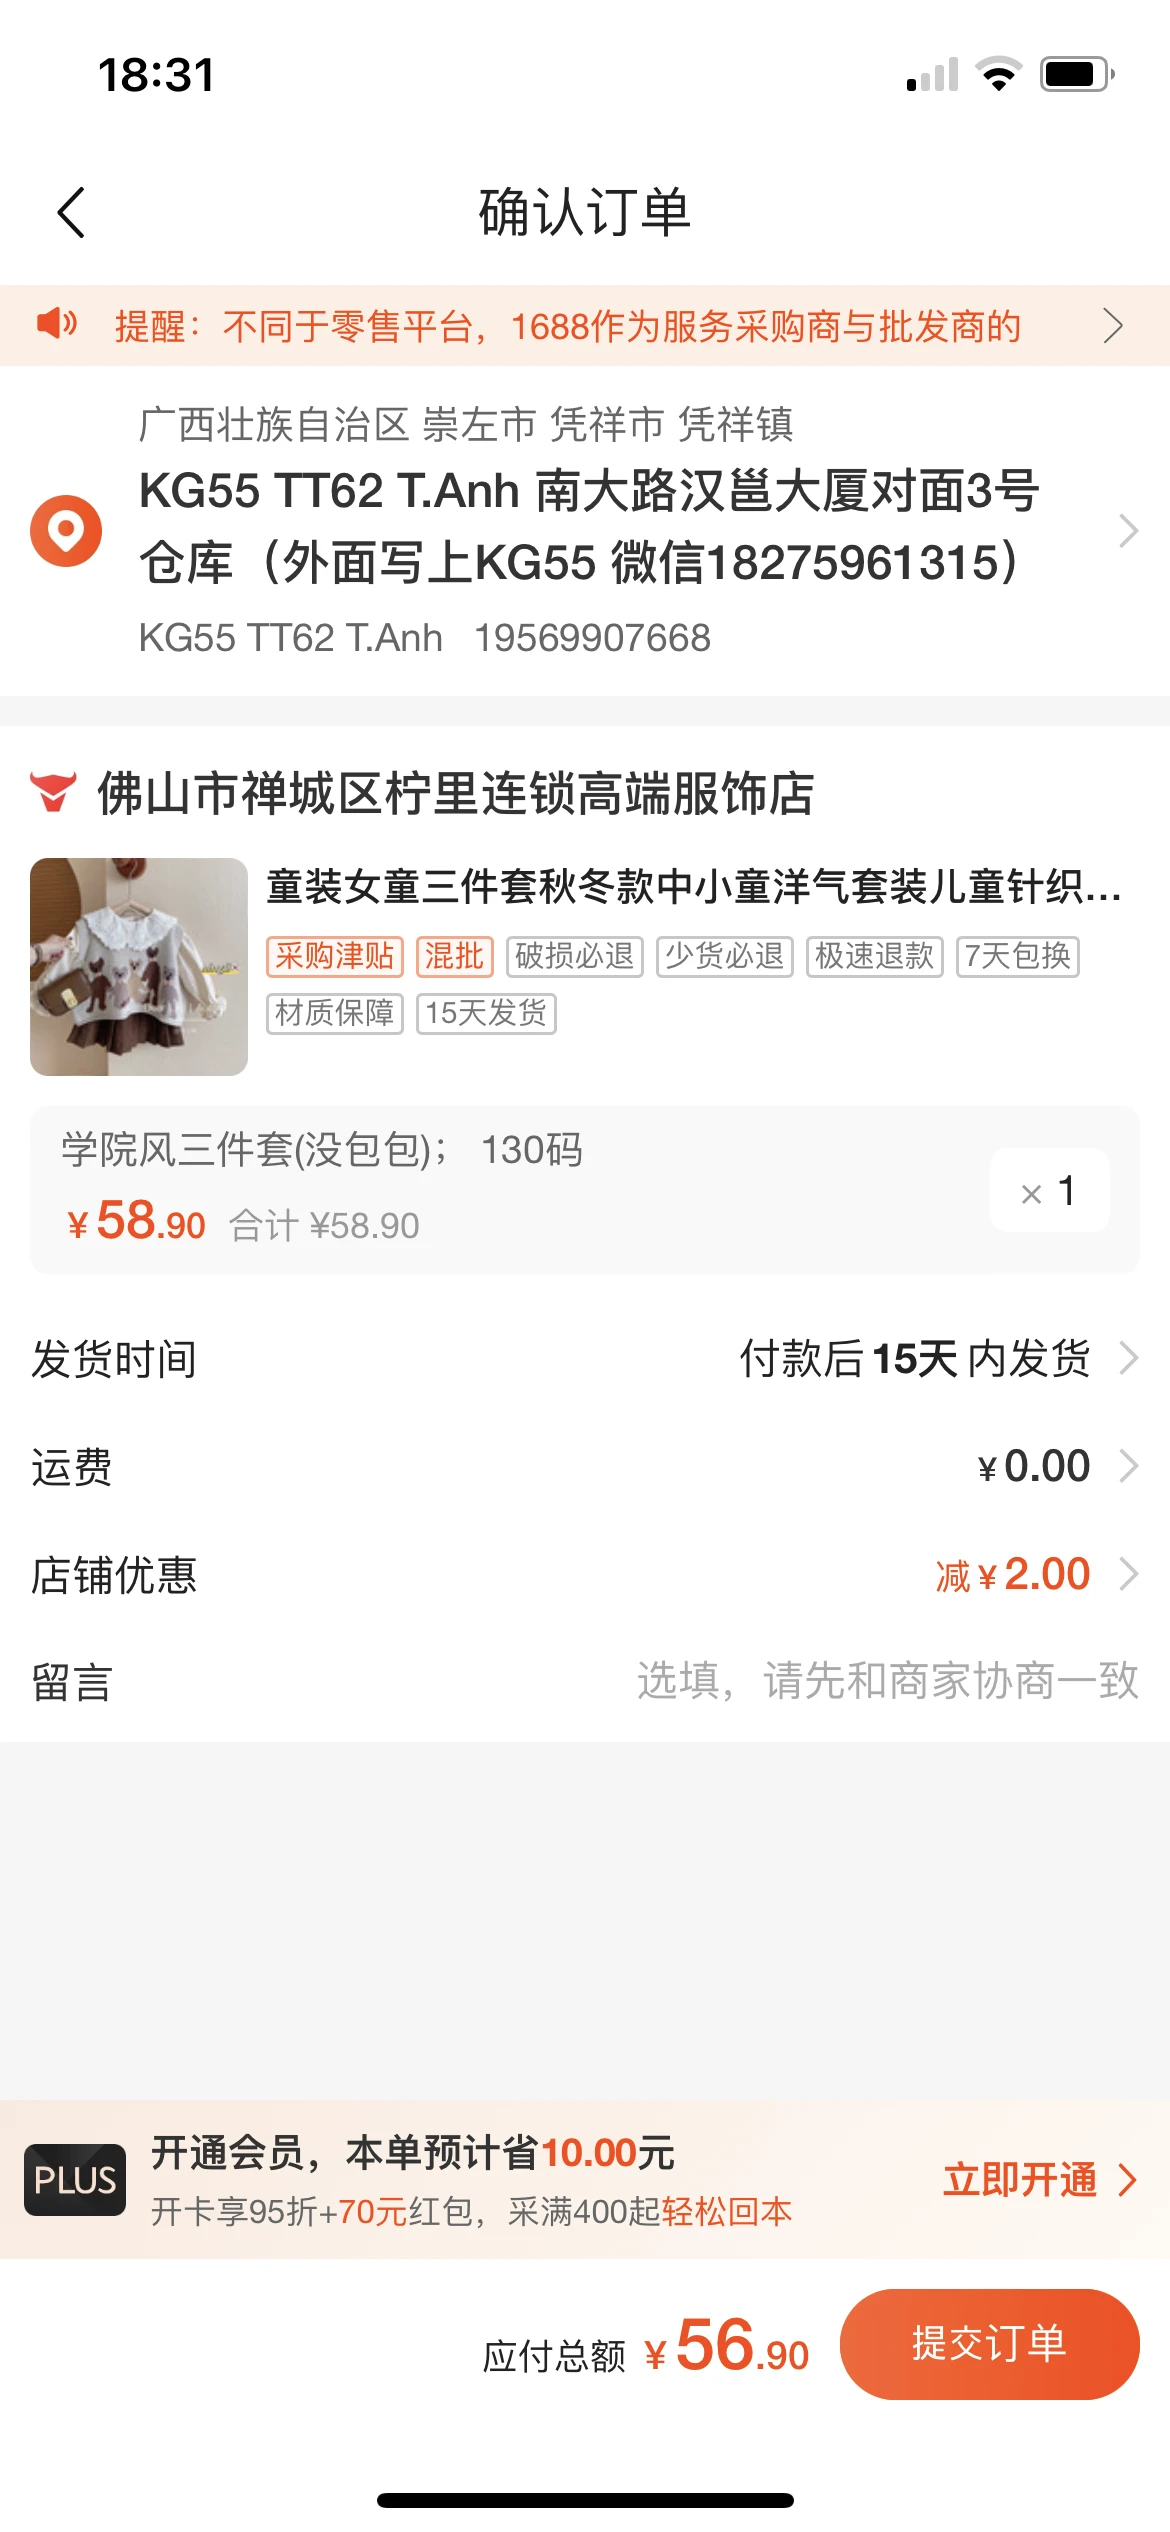 18:31
确认订单
提醒：不同于零售平台，1688作为服务采购商与批发商的
广西壮族自治区 崇左市 凭祥市 凭祥镇
KG55 TT62 T.Anh 南大路汉邕大厦对面3号
仓库（外面写上KG55 微信18275961315）
KG55 TT62 T.Anh 19569907668
佛山市禅城区柠里连锁高端服饰店
童装女童三件套秋冬款中小童洋气套装儿童针织...
采购津贴 混批 破损必退 少货必退 极速退款 7天包换
材质保障 15天发货
学院风三件套(没包包)； 130码
× 1
¥58.90 合计 ¥58.90
发货时间 付款后15天内发货
运费 ¥0.00
店铺优惠 减¥2.00
留言 选填，请先和商家协商一致
PLUS
开通会员，本单预计省10.00元
开卡享95折+70元红包，采满400起轻松回本
立即开通
应付总额 ¥56.90 提交订单